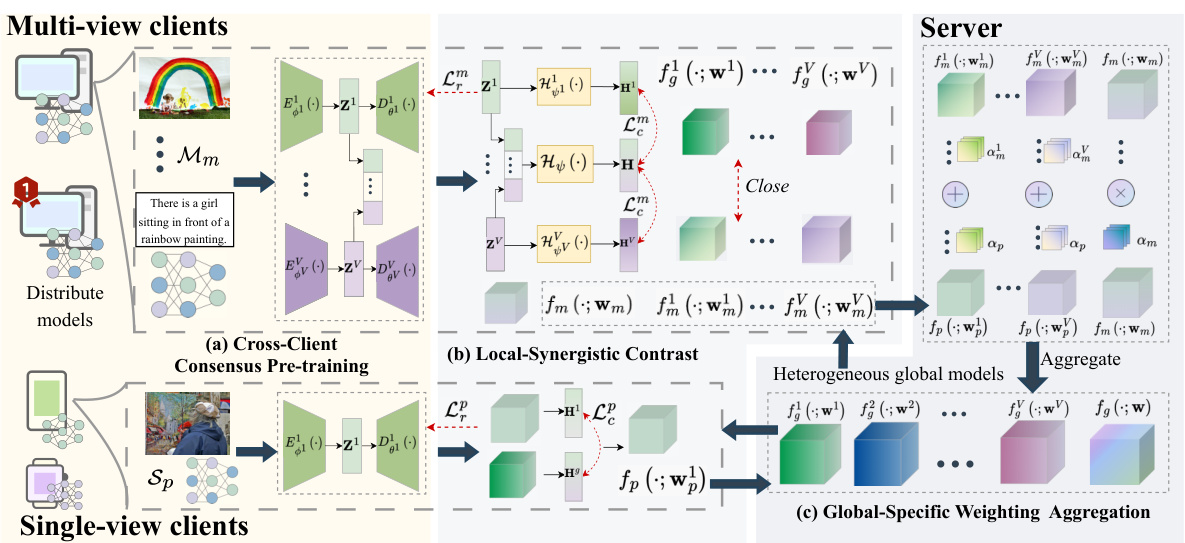 Multi-view clients
Server
$\mathcal{M}_m$
There is a girl
sitting in front of a
rainbow painting.
Distribute
models
$E^1_{\phi^1}(\cdot)$ $\mathbf{Z}^1$ $D^1_{\theta^1}(\cdot)$
$E^V_{\phi^V}(\cdot)$ $\mathbf{Z}^V$ $D^V_{\theta^V}(\cdot)$
(a) Cross-Client
Consensus Pre-training
$\mathcal{L}^m_r$
$\mathbf{Z}^1$ $\mathcal{H}^1_{\psi^1}(\cdot)$ $\mathbf{H}^1$
$\mathcal{L}^m_c$
$\mathcal{H}_\psi(\cdot)$ $\mathbf{H}$
$\mathcal{L}^m_c$
$\mathbf{Z}^V$ $\mathcal{H}^V_{\psi^V}(\cdot)$ $\mathbf{H}^V$
$f^1_g(\cdot;\mathbf{w}^1)$ ··· $f^V_g(\cdot;\mathbf{w}^V)$
Close
$f_m(\cdot;\mathbf{w}_m)$ $f^1_m(\cdot;\mathbf{w}^1_m)$ ··· $f^V_m(\cdot;\mathbf{w}^V_m)$
(b) Local-Synergistic Contrast
$f^1_m(\cdot;\mathbf{w}^1_m)$ $f^V_m(\cdot;\mathbf{w}^V_m)$ $f_m(\cdot;\mathbf{w}_m)$
$\alpha^1_m$ $\alpha^V_m$
+ + ×
$\alpha_p$ $\alpha_p$ $\alpha_m$
$f_p(\cdot;\mathbf{w}^1_p)$ $f_p(\cdot;\mathbf{w}^V_p)$ $f_m(\cdot;\mathbf{w}_m)$
Aggregate
Heterogeneous global models
$f^1_g(\cdot;\mathbf{w}^1)$ $f^2_g(\cdot;\mathbf{w}^2)$ ··· $f^V_g(\cdot;\mathbf{w}^V)$ $f_g(\cdot;\mathbf{w})$
(c) Global-Specific Weighting Aggregation
$\mathcal{S}_p$
$E^1_{\phi^1}(\cdot)$ $\mathbf{Z}^1$ $D^1_{\theta^1}(\cdot)$
$\mathcal{L}^p_r$
$\mathbf{H}^1$ $\mathcal{L}^p_c$
$\mathbf{H}^g$
$f_p(\cdot;\mathbf{w}^1_p)$
Single-view clients